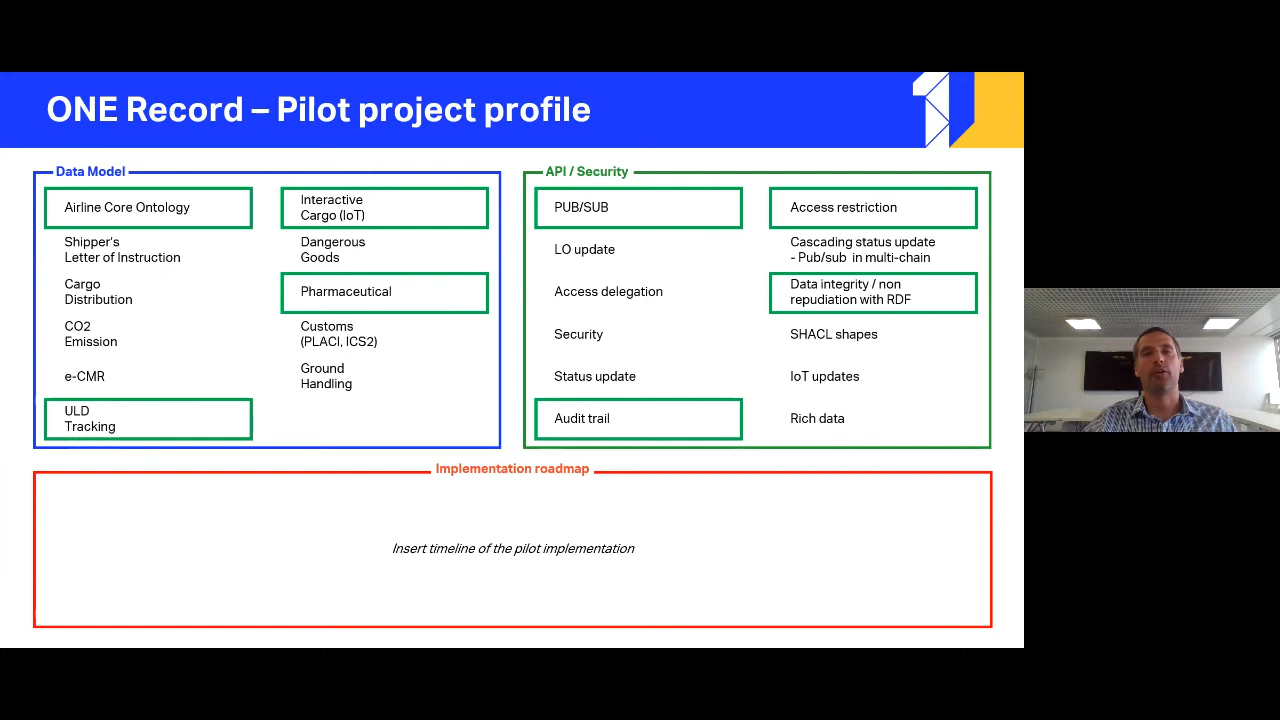 ONE Record – Pilot project profile
Data Model
Airline Core Ontology
Interactive
Cargo (IoT)
Shipper's
Letter of Instruction
Dangerous
Goods
Cargo
Distribution
Pharmaceutical
CO2
Emission
Customs
(PLACI, ICS2)
e-CMR
Ground
Handling
ULD
Tracking
API / Security
PUB/SUB
Access restriction
LO update
Cascading status update
- Pub/sub in multi-chain
Access delegation
Data integrity / non
repudiation with RDF
Security
SHACL shapes
Status update
IoT updates
Audit trail
Rich data
Implementation roadmap
Insert timeline of the pilot implementation